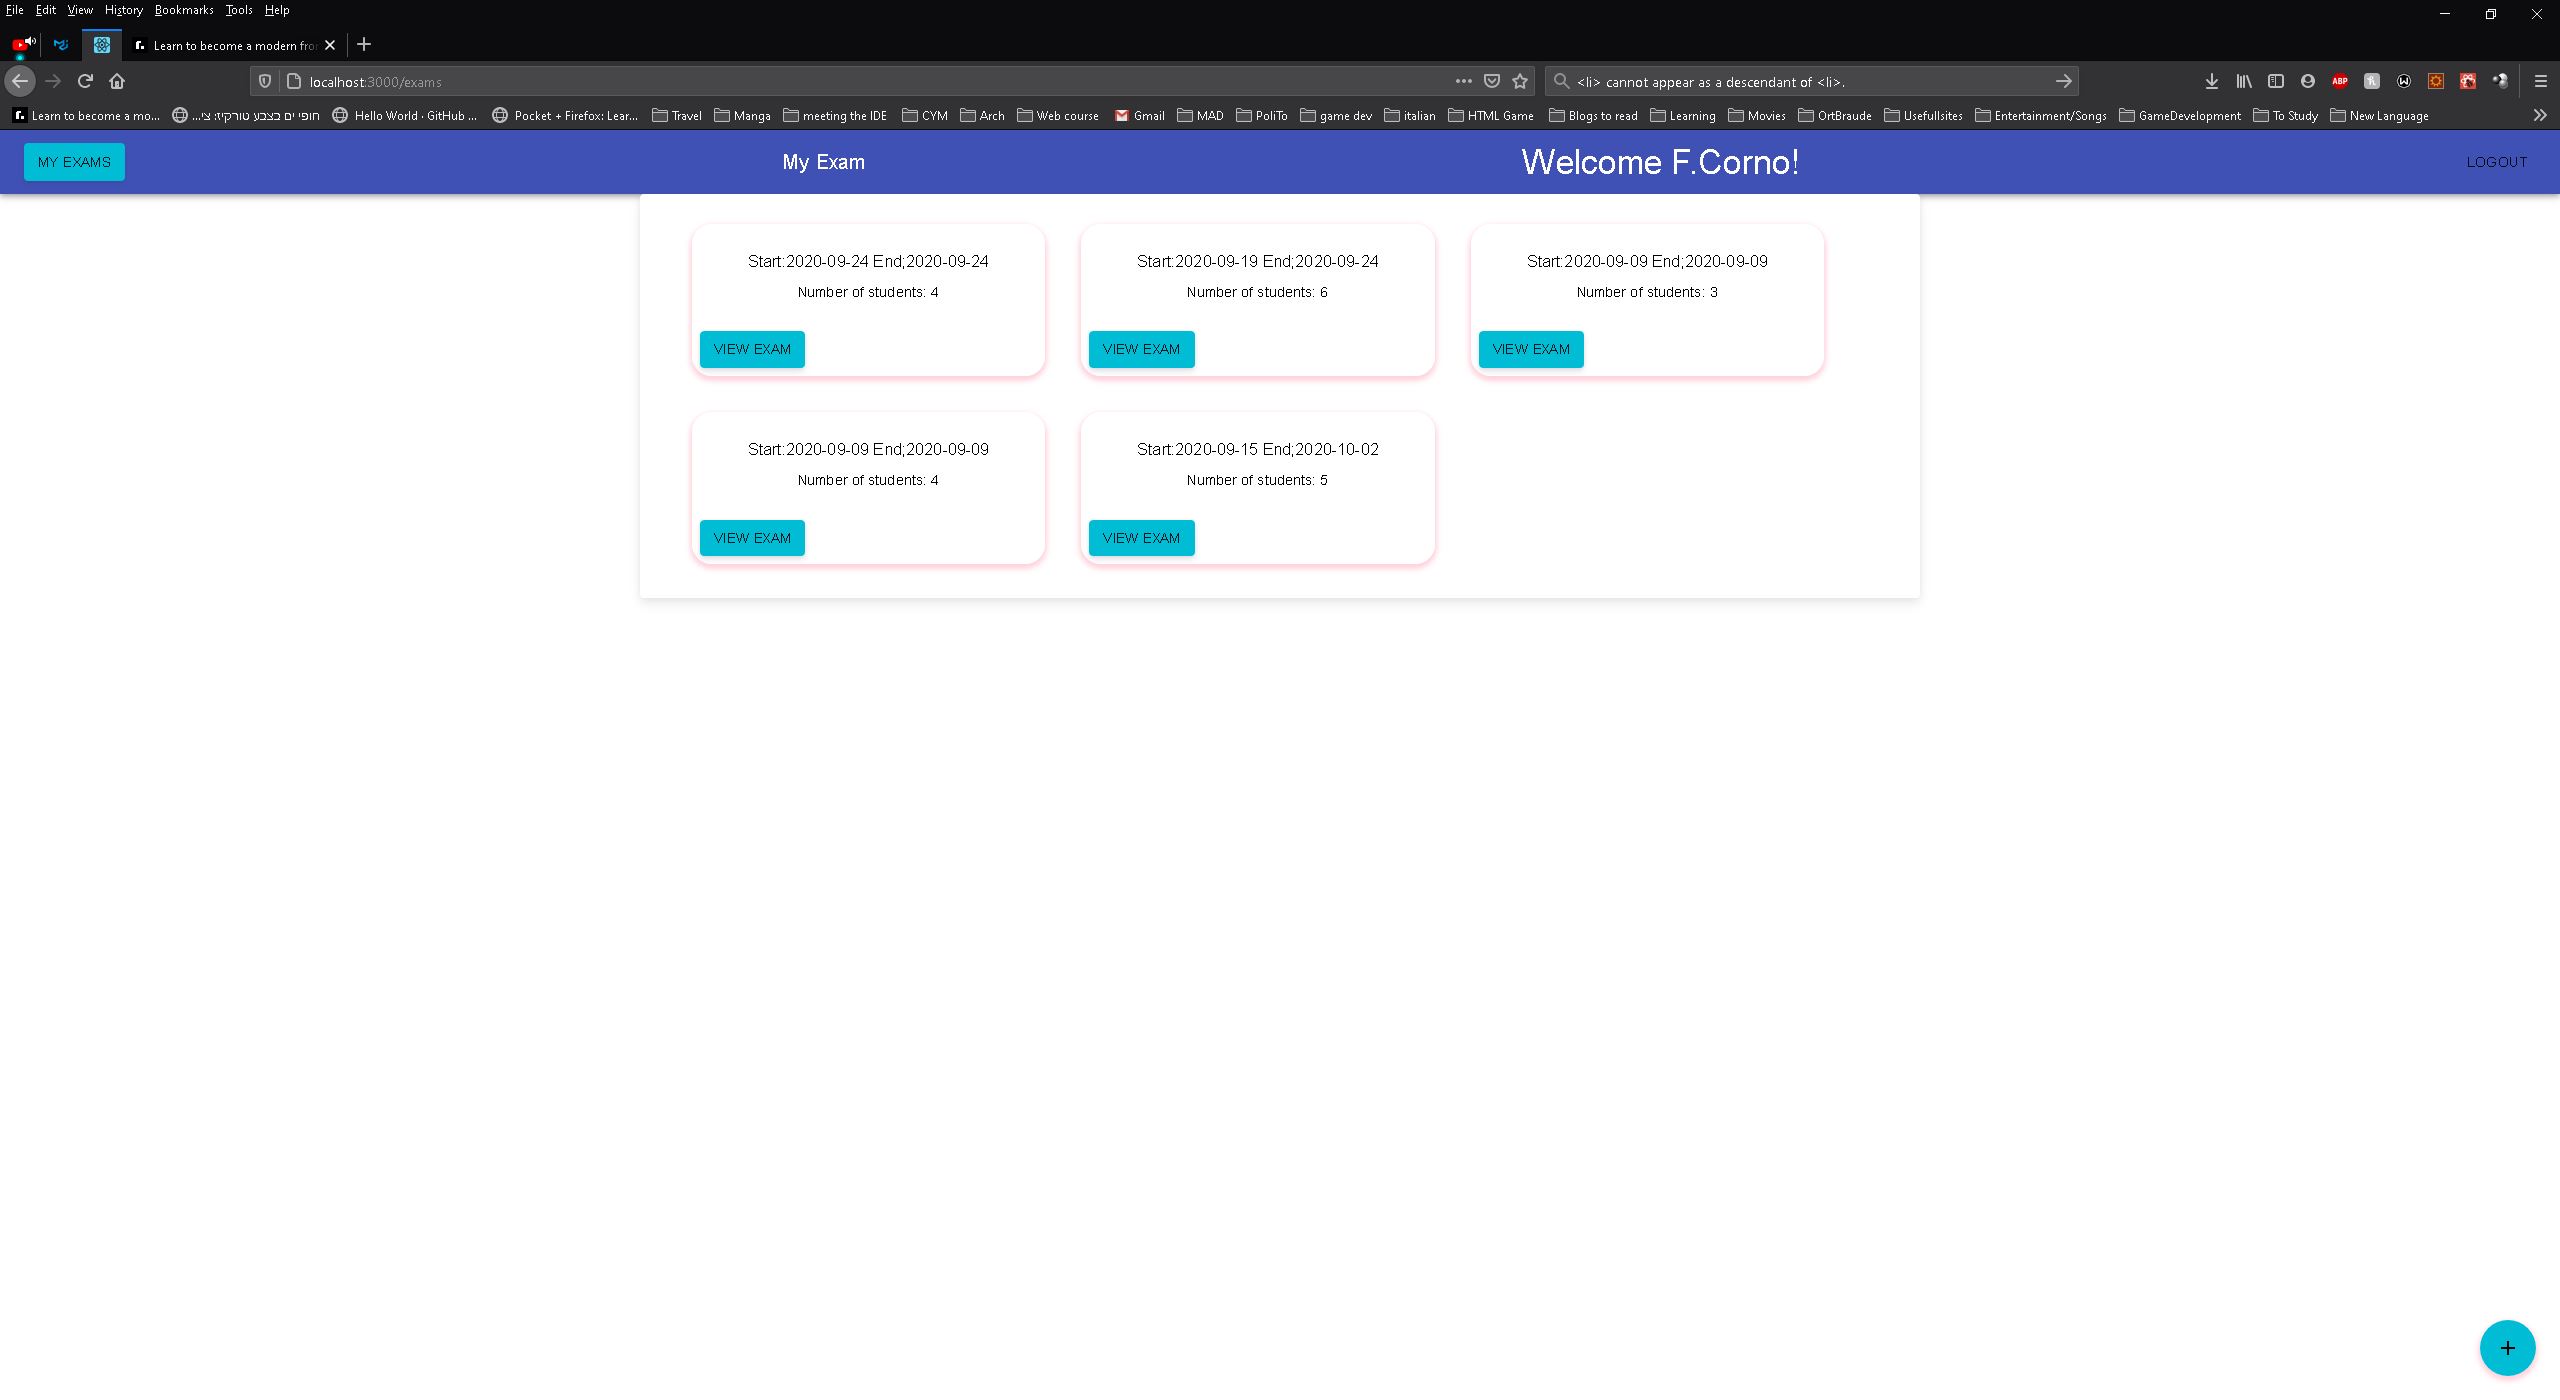 File Edit View History Bookmarks Tools Help
Learn to become a modern fro
localhost:3000/exams
<li> cannot appear as a descendant of <li>.
ABP
Learn to become a mo... חופי ים בצבע טורקיז: צי... Hello World · GitHub ... Pocket + Firefox: Lear... Travel Manga meeting the IDE CYM Arch Web course Gmail MAD PoliTo game dev italian HTML Game Blogs to read Learning Movies OrtBraude Usefullsites Entertainment/Songs GameDevelopment To Study New Language
MY EXAMS My Exam Welcome F.Corno! LOGOUT
Start:2020-09-24 End;2020-09-24
Number of students: 4
VIEW EXAM
Start:2020-09-19 End;2020-09-24
Number of students: 6
VIEW EXAM
Start:2020-09-09 End;2020-09-09
Number of students: 3
VIEW EXAM
Start:2020-09-09 End;2020-09-09
Number of students: 4
VIEW EXAM
Start:2020-09-15 End;2020-10-02
Number of students: 5
VIEW EXAM
+